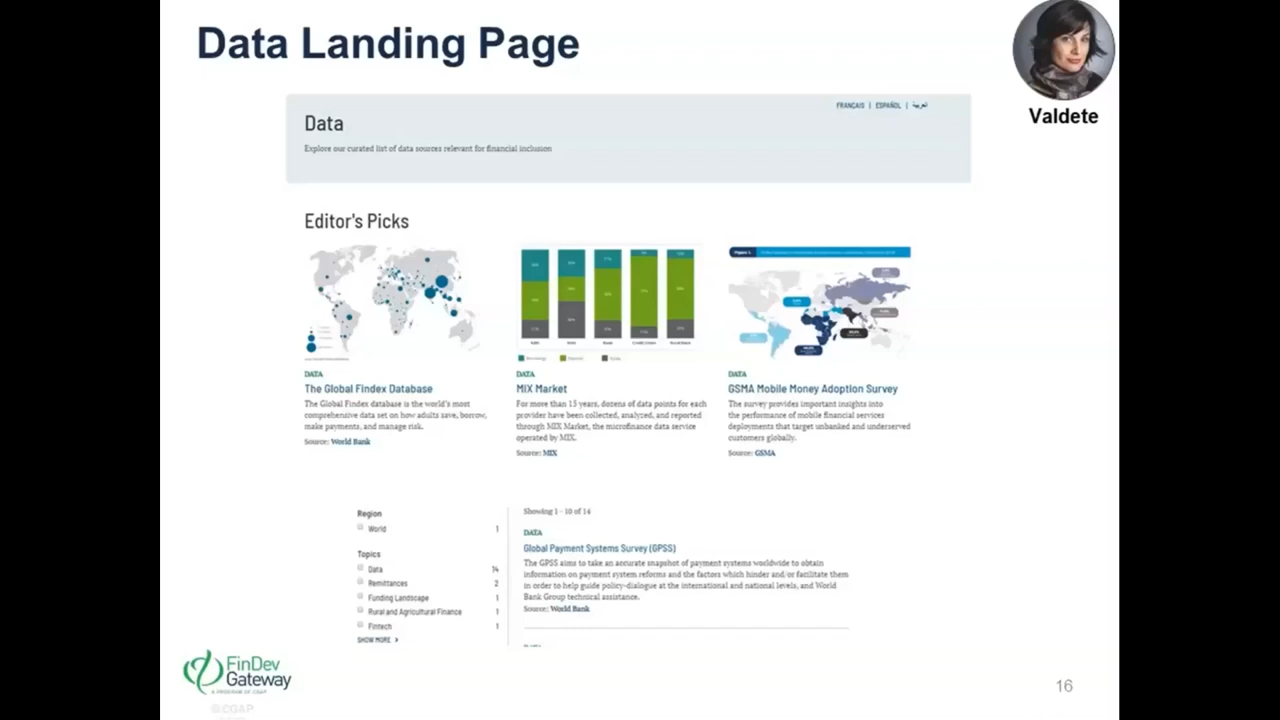 Data Landing Page
Valdete
FRANÇAIS | ESPAÑOL | العربية
Data
Explore our curated list of data sources relevant for financial inclusion
Editor's Picks
DATA
The Global Findex Database
The Global Findex database is the world's most
comprehensive data set on how adults save, borrow,
make payments, and manage risk.
Source: World Bank
Figure 1
DATA
MIX Market
For more than 15 years, dozens of data points for each
provider have been collected, analyzed, and reported
through MIX Market, the microfinance data service
operated by MIX.
Source: MIX
DATA
GSMA Mobile Money Adoption Survey
The survey provides important insights into
the performance of mobile financial services
deployments that target unbanked and underserved
customers globally.
Source: GSMA
Region
World 1
Topics
Data 14
Remittances 2
Funding Landscape 1
Rural and Agricultural Finance 1
Fintech 1
SHOW MORE >
Showing 1 - 10 of 14
DATA
Global Payment Systems Survey (GPSS)
The GPSS aims to take an accurate snapshot of payment systems worldwide to obtain
information on payment system reforms and the factors which hinder and/or facilitate them
in order to help guide policy-dialogue at the international and national levels, and World
Bank Group technical assistance.
Source: World Bank
FinDev
Gateway
A PROGRAM OF CGAP
©CGAP
16